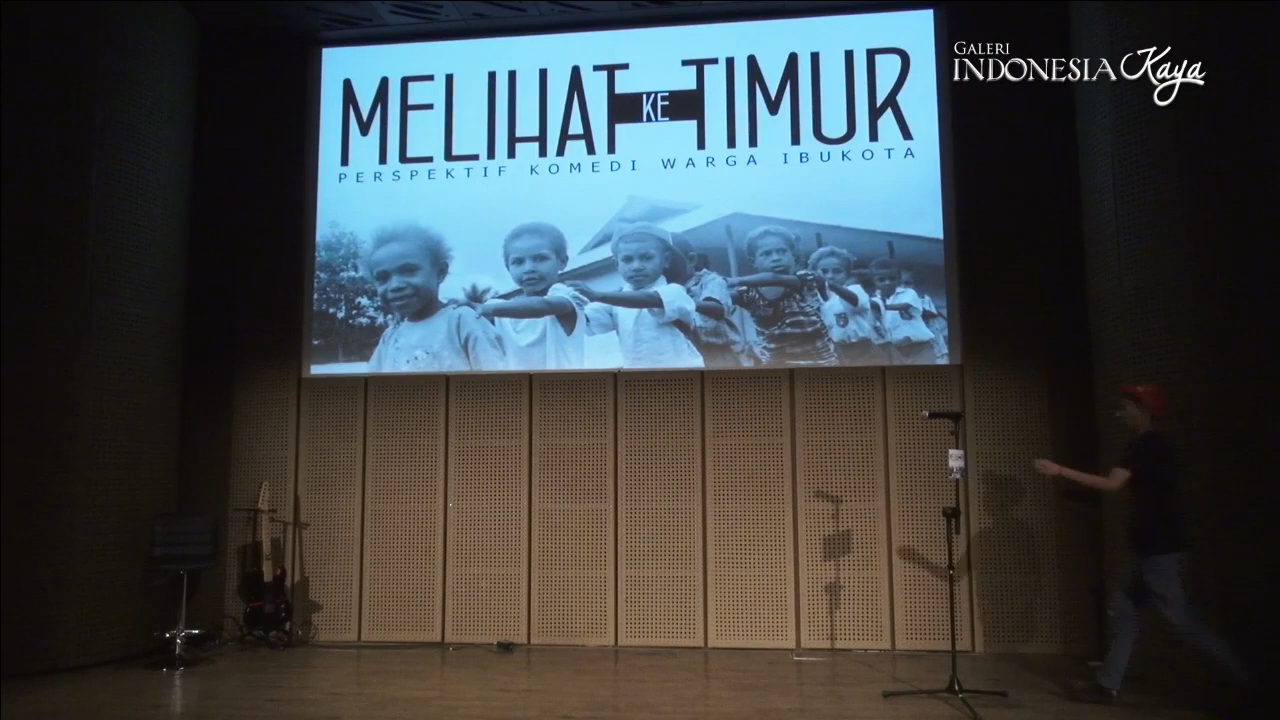 MELIHAT KE TIMUR
PERSPEKTIF KOMEDI WARGA IBUKOTA
GALERI
INDONESIA Kaya